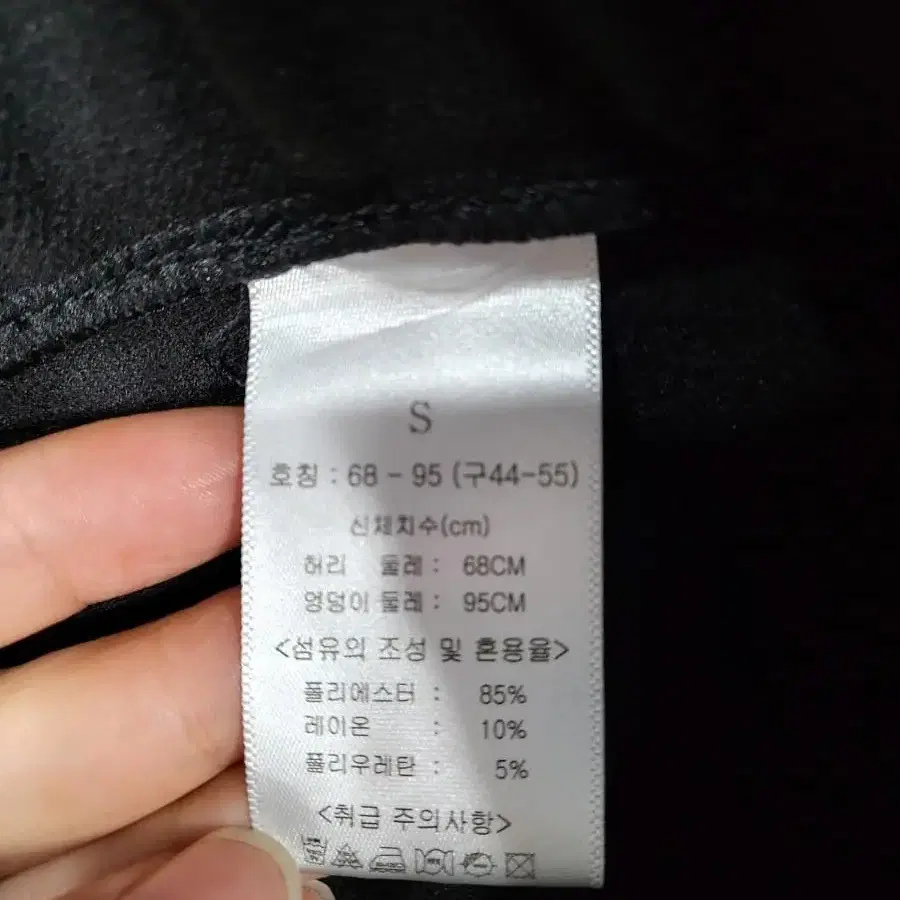 S
호칭 : 68 - 95 (구44-55)
신체치수(cm)
허리 둘레 : 68CM
엉덩이 둘레 : 95CM
<섬유의 조성 및 혼용율>
폴리에스터 : 85%
레이온 : 10%
폴리우레탄 : 5%
<취급 주의사항>